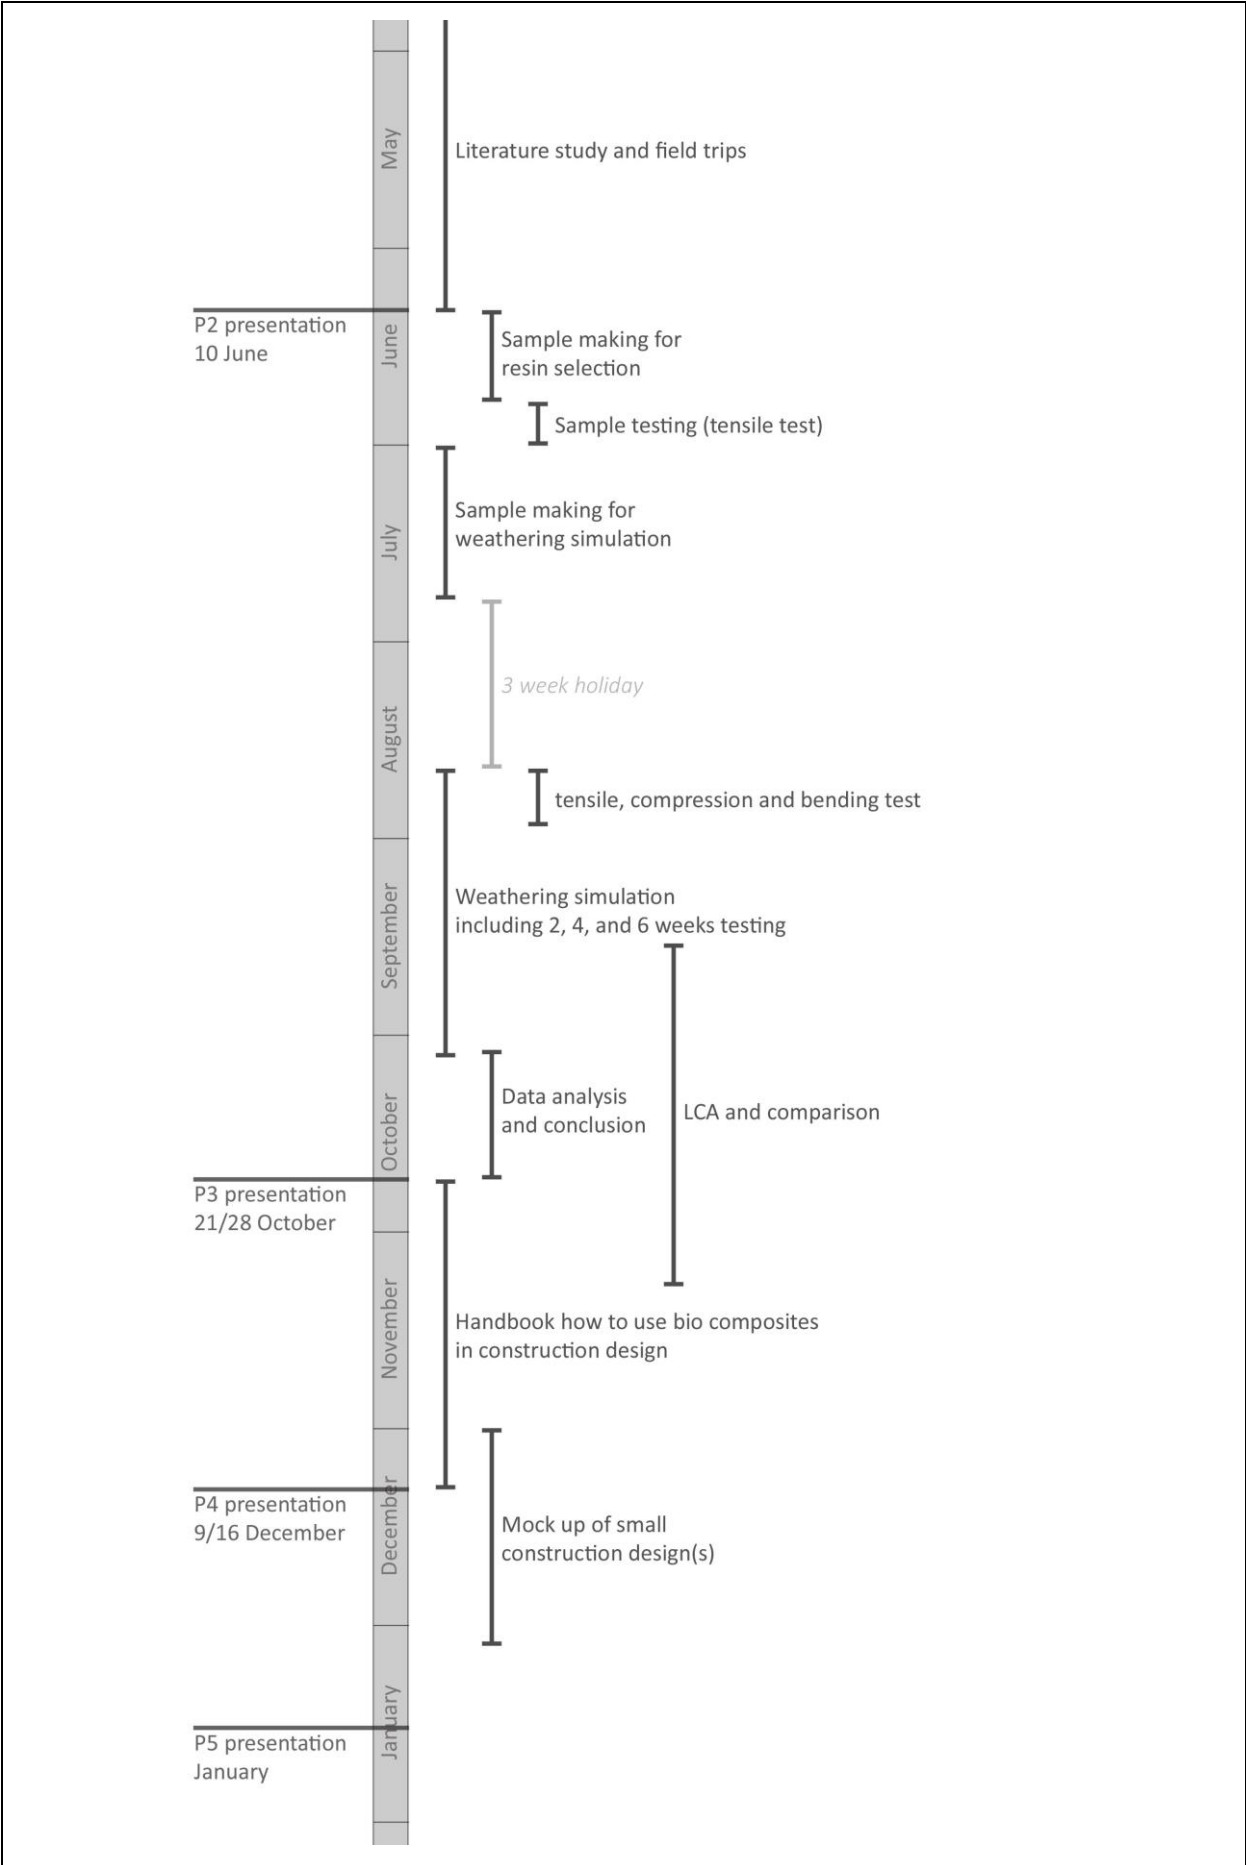 May
Literature study and field trips
P2 presentation
10 June
June
Sample making for
resin selection
Sample testing (tensile test)
July
Sample making for
weathering simulation
3 week holiday
August
tensile, compression and bending test
September
Weathering simulation
including 2, 4, and 6 weeks testing
October
Data analysis
and conclusion
LCA and comparison
P3 presentation
21/28 October
November
Handbook how to use bio composites
in construction design
P4 presentation
9/16 December
December
Mock up of small
construction design(s)
January
P5 presentation
January